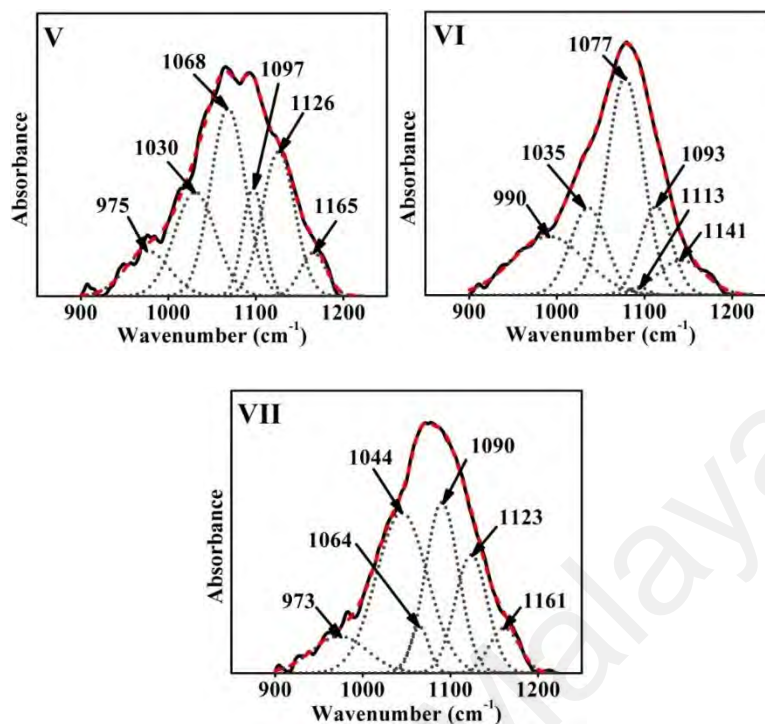 V
1068
1097
1126
1030
975
1165
Absorbance
900 1000 1100 1200
Wavenumber (cm-1)
VI
1077
1035
1093
990
1113
1141
Absorbance
900 1000 1100 1200
Wavenumber (cm-1)
VII
1044
1090
1064
1123
973
1161
Absorbance
900 1000 1100 1200
Wavenumber (cm-1)
Malaya